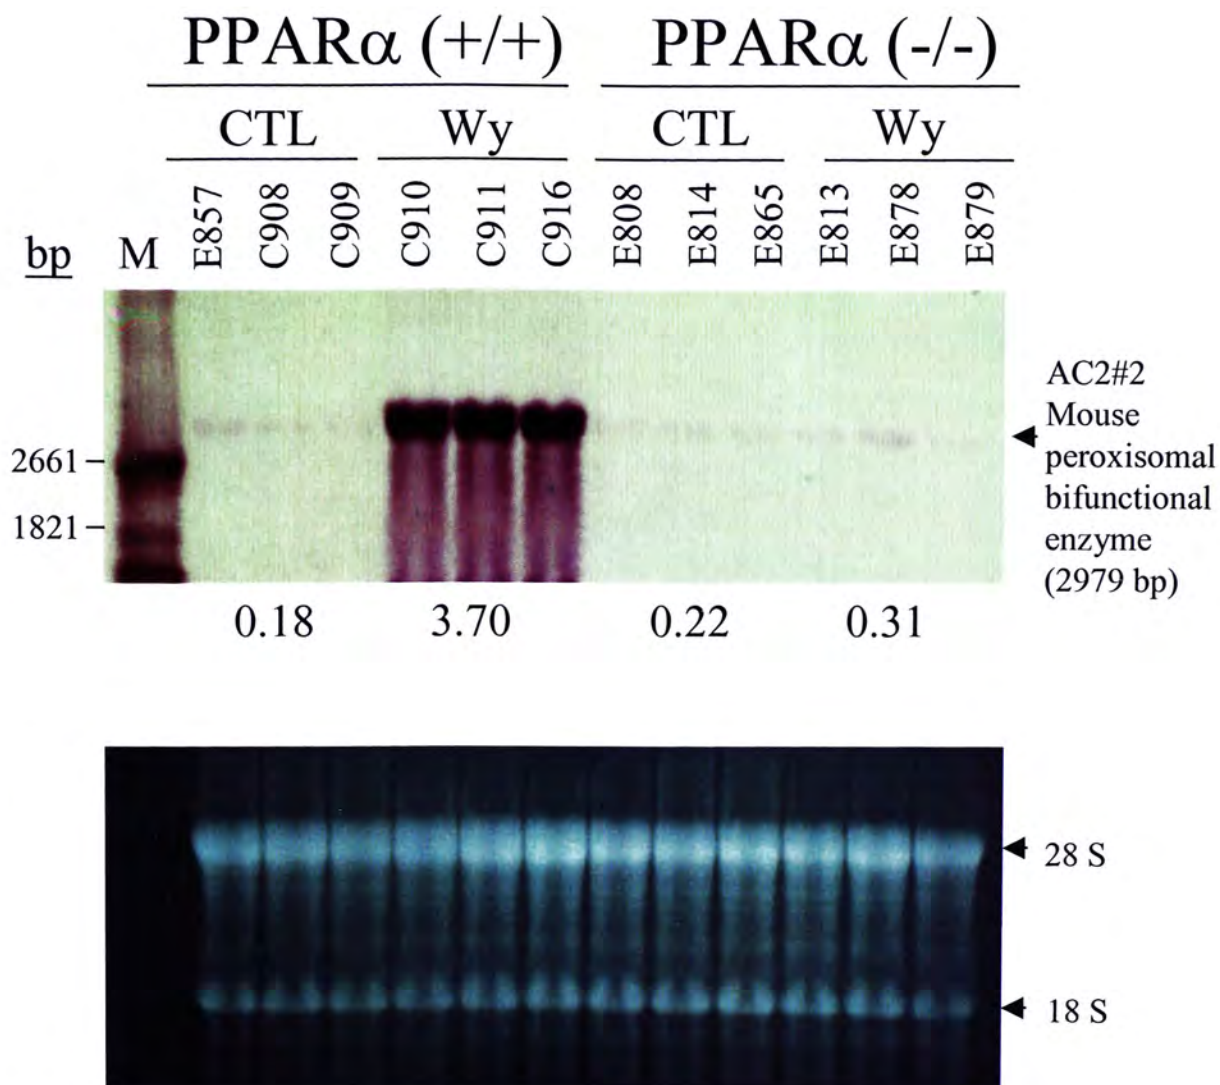 PPARα (+/+) PPARα (-/-)
CTL Wy CTL Wy
bp M E857 C908 C909 C910 C911 C916 E808 E814 E865 E813 E878 E879
AC2#2
Mouse
peroxisomal
bifunctional
enzyme
(2979 bp)
2661
1821
0.18 3.70 0.22 0.31
28 S
18 S